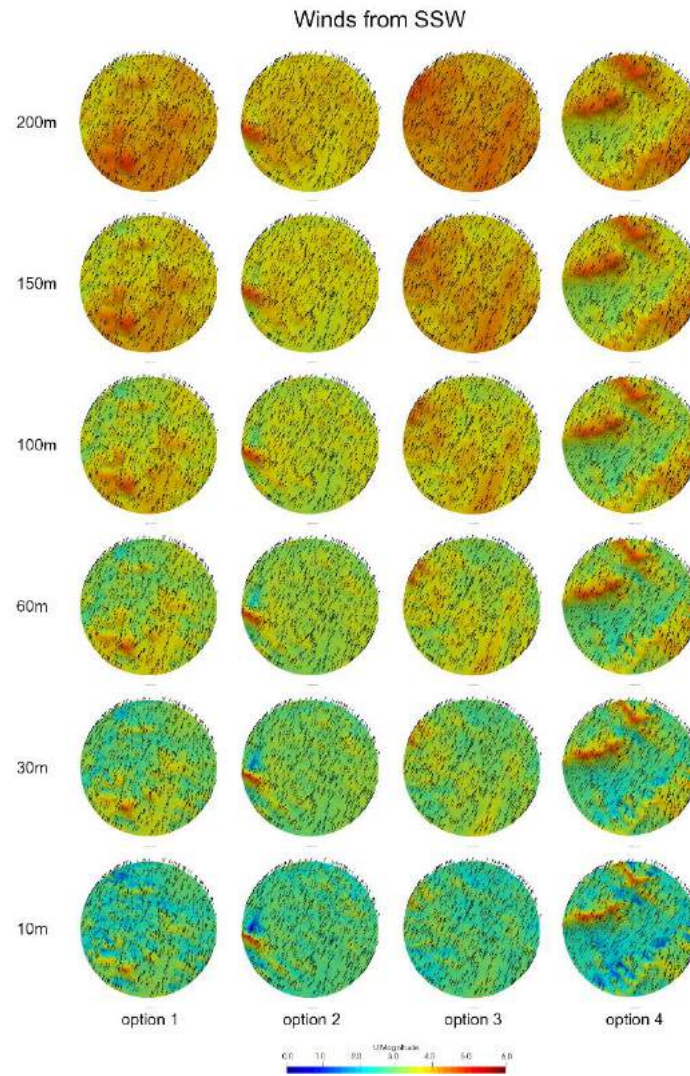 Winds from SSW
200m
150m
100m
60m
30m
10m
option 1
option 2
option 3
option 4
U Magnitude
0.0 1.0 2.0 3.0 4.0 5.0 6.0